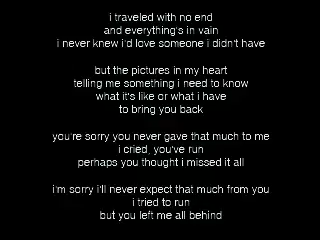 i traveled with no end
and everything's in vain
i never knew i'd love someone i didn't have
but the pictures in my heart
telling me something i need to know
what it's like or what i have
to bring you back
you're sorry you never gave that much to me
i cried, you've run
perhaps you thought i missed it all
i'm sorry i'll never expect that much from you
i tried to run
but you left me all behind